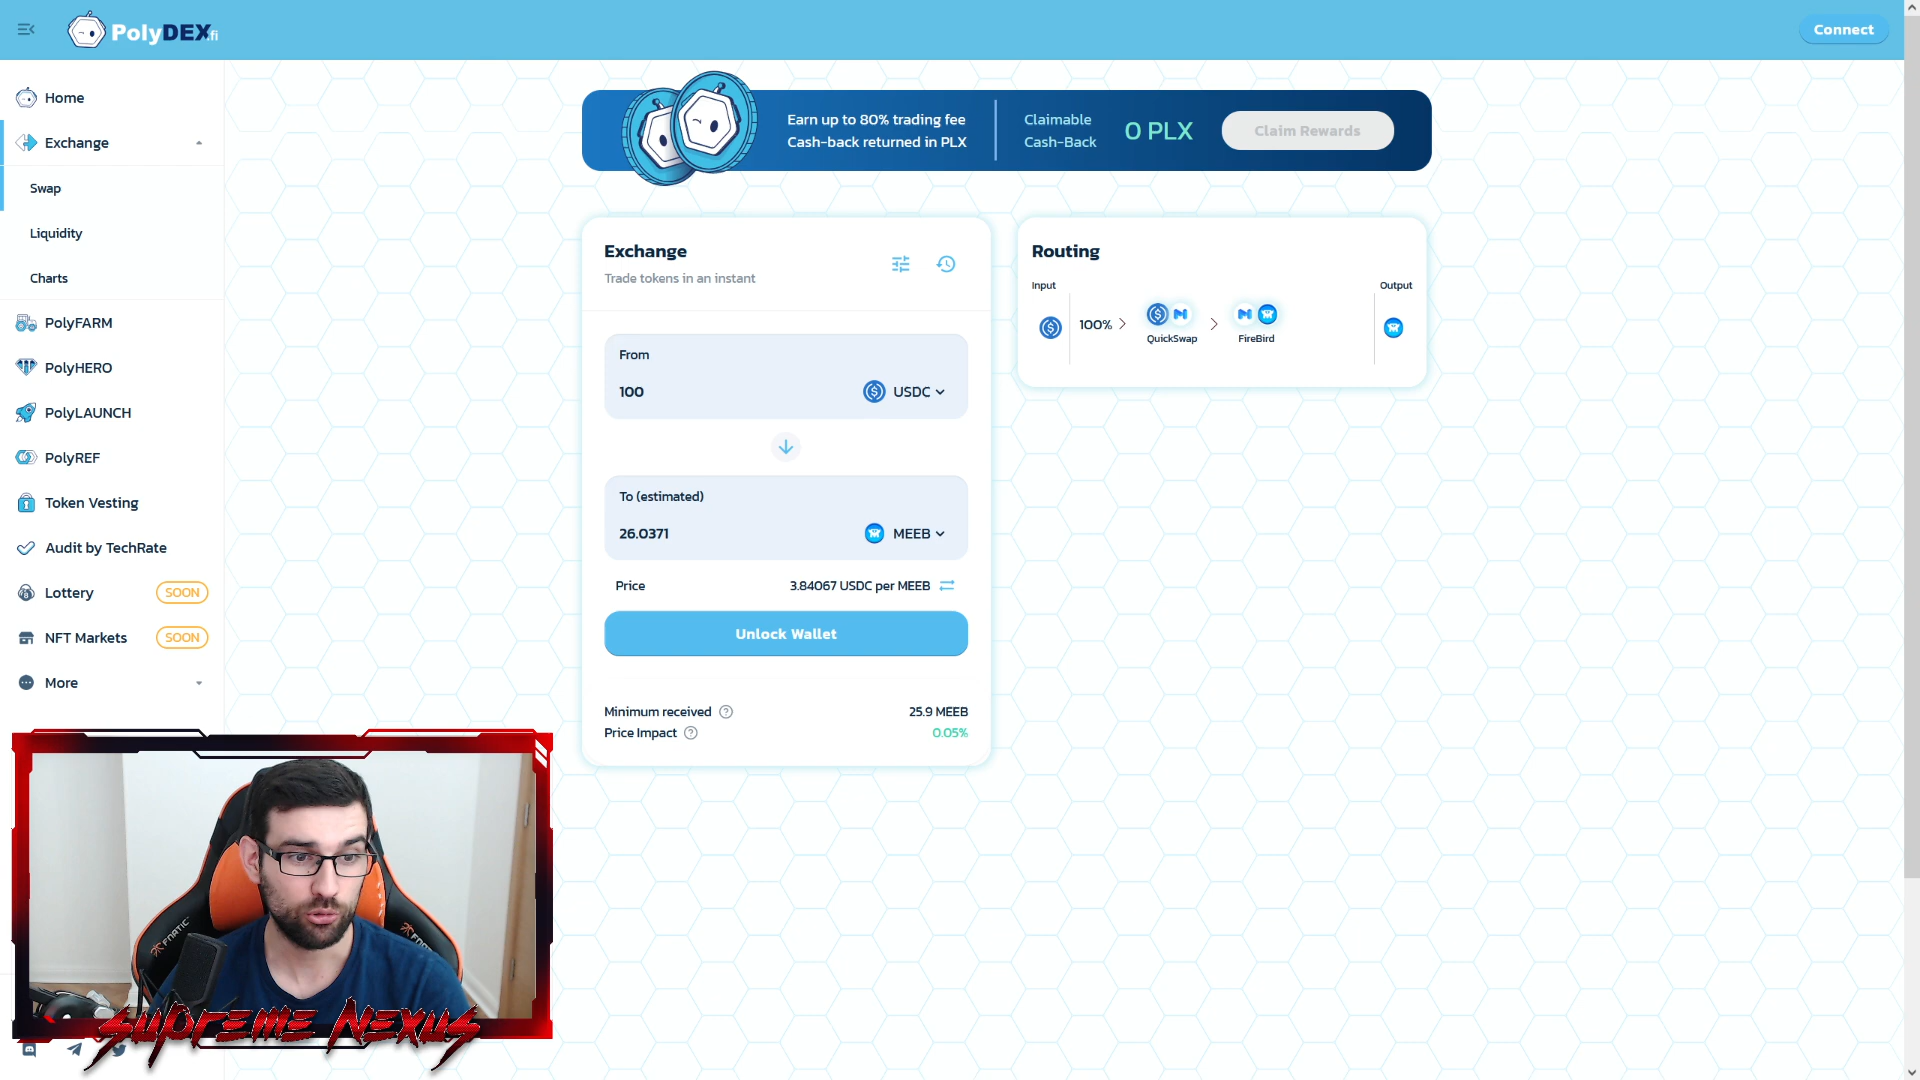 PolyDEX.fi
Connect
Home
Exchange
Swap
Liquidity
Charts
PolyFARM
PolyHERO
PolyLAUNCH
PolyREF
Token Vesting
Audit by TechRate
Lottery SOON
NFT Markets SOON
More
Earn up to 80% trading fee
Cash-back returned in PLX
Claimable
Cash-Back
0 PLX
Claim Rewards
Exchange
Trade tokens in an instant
From
100 USDC
To (estimated)
26.0371 MEEB
Price 3.84067 USDC per MEEB
Unlock Wallet
Minimum received ? 25.9 MEEB
Price Impact ? 0.05%
Routing
Input Output
100%
QuickSwap FireBird
FNATIC
FNATIC
SUPREME NEXUS